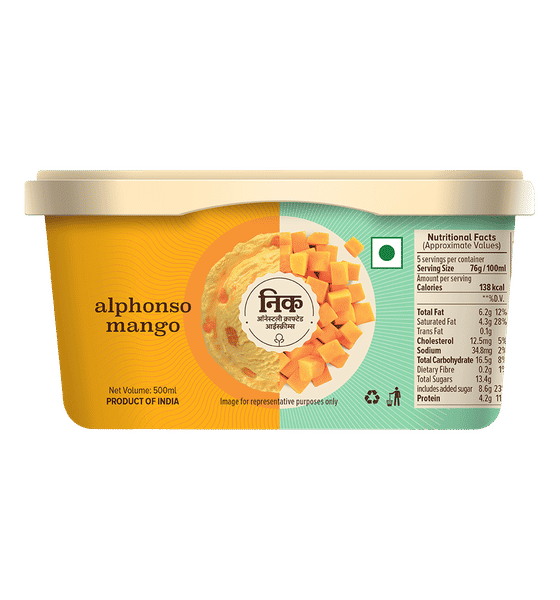 alphonso
mango
Net Volume: 500ml
PRODUCT OF INDIA
निक
ऑनेस्टली क्राफ्टेड
आईस्क्रीम्स
Image for representative purposes only
Nutritional Facts
(Approximate Values)
5 servings per container
Serving Size 76g / 100ml
Amount per serving
Calories 138 kcal
**%D.V.
Total Fat 6.2g 12%
Saturated Fat 4.3g 28%
Trans Fat 0.1g
Cholesterol 12.5mg 5%
Sodium 34.8mg 2%
Total Carbohydrate 16.5g 8%
Dietary Fibre 0.2g
Total Sugars 13.4g
includes added sugar 8.6g
Protein 4.2g